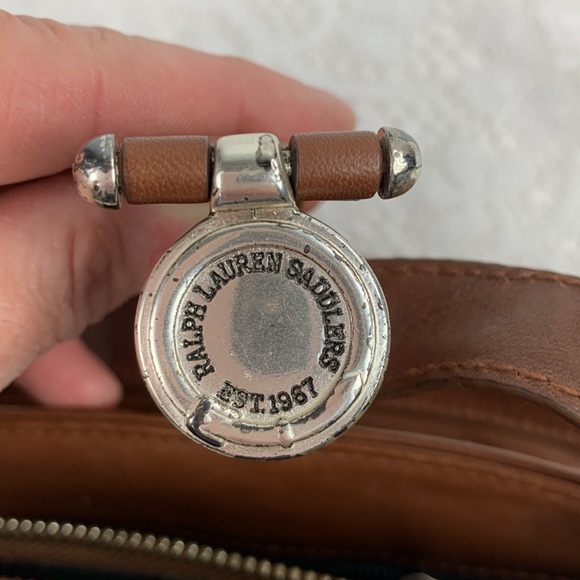 RALPH LAUREN SADDLERS
EST. 1967